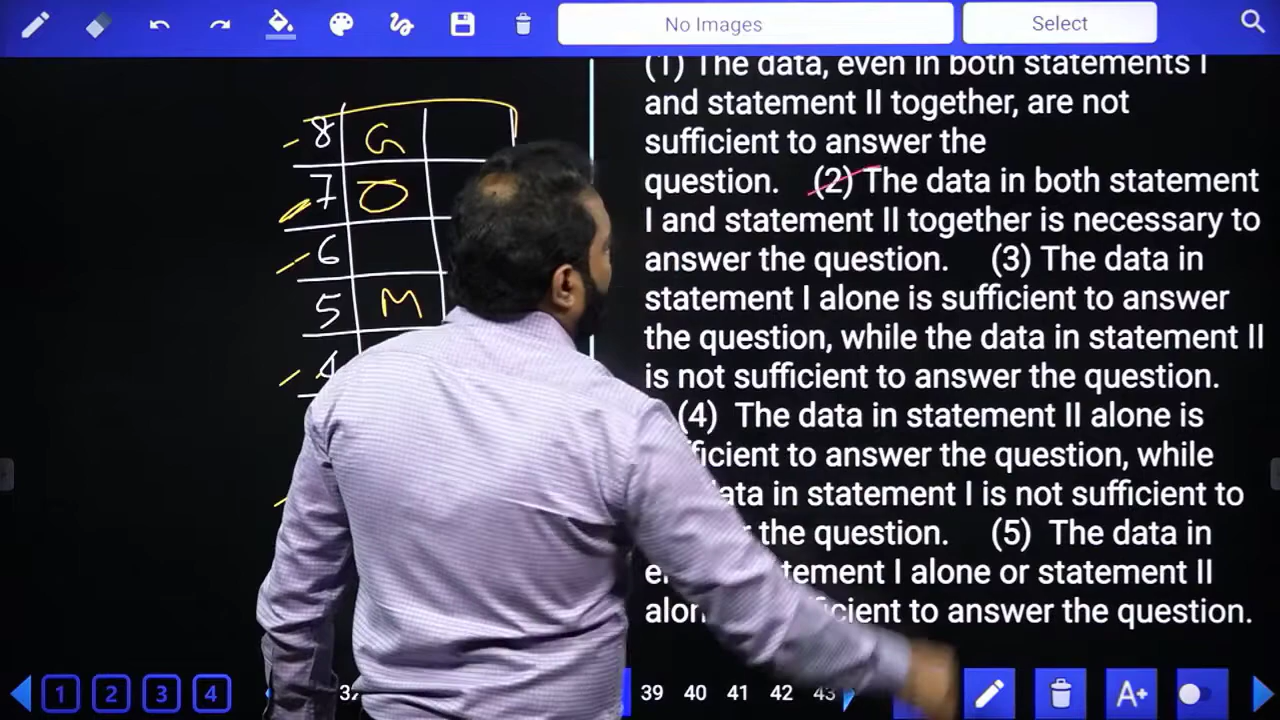 No Images
Select
8 G
7 O
6
5 M
4
(1) The data, even in both statements I
and statement II together, are not
sufficient to answer the
question. (2) The data in both statement
I and statement II together is necessary to
answer the question. (3) The data in
statement I alone is sufficient to answer
the question, while the data in statement II
is not sufficient to answer the question.
(4) The data in statement II alone is
to answer the question, while
in statement I is not sufficient to
the question. (5) The data in
I alone or statement II
to answer the question.
1 2 3 4
39 40 41 42 43
A+